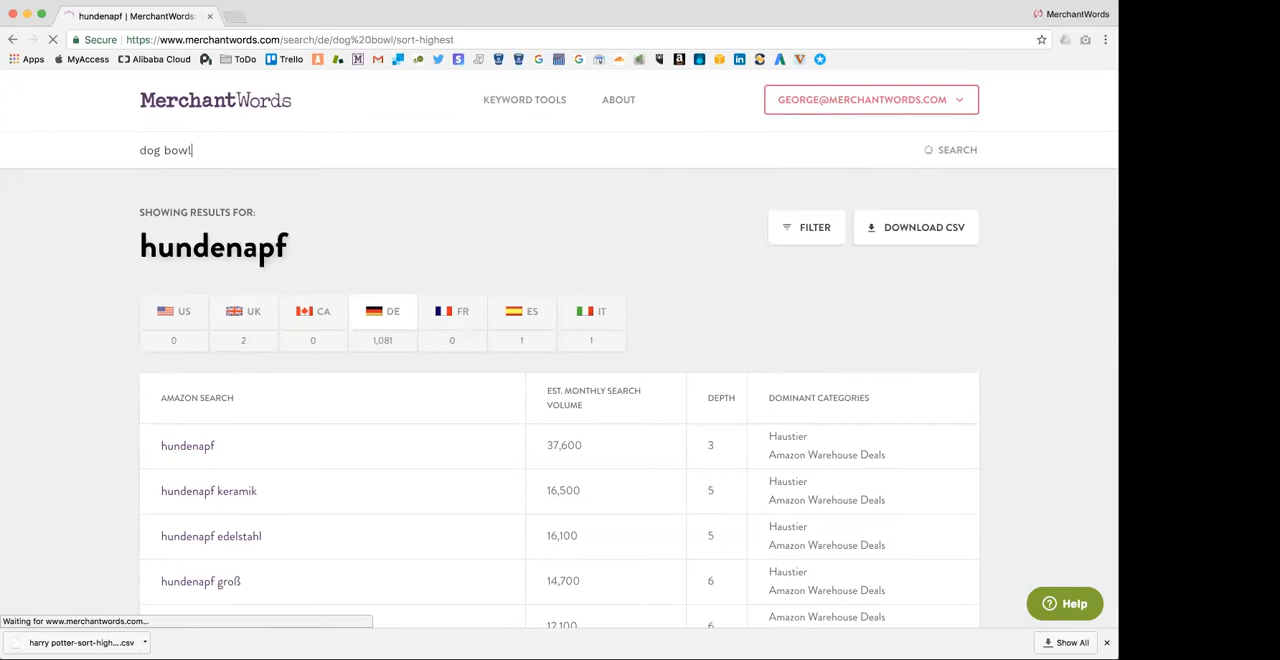 hundenapf | MerchantWords:
MerchantWords
Secure https://www.merchantwords.com/search/de/dog%20bowl/sort-highest
Apps MyAccess Alibaba Cloud ToDo Trello
MerchantWords
KEYWORD TOOLS ABOUT
GEORGE@MERCHANTWORDS.COM
dog bowl
SEARCH
SHOWING RESULTS FOR:
hundenapf
FILTER
DOWNLOAD CSV
US UK CA DE FR ES IT
0 2 0 1,081 0 1 1
AMAZON SEARCH
EST. MONTHLY SEARCH
VOLUME
DEPTH
DOMINANT CATEGORIES
hundenapf 37,600 3 Haustier
Amazon Warehouse Deals
hundenapf keramik 16,500 5 Haustier
Amazon Warehouse Deals
hundenapf edelstahl 16,100 5 Haustier
Amazon Warehouse Deals
hundenapf groß 14,700 6 Haustier
Amazon Warehouse Deals
12,100 6 Amazon Warehouse Deals
Help
Waiting for www.merchantwords.com...
harry potter-sort-high....csv
Show All